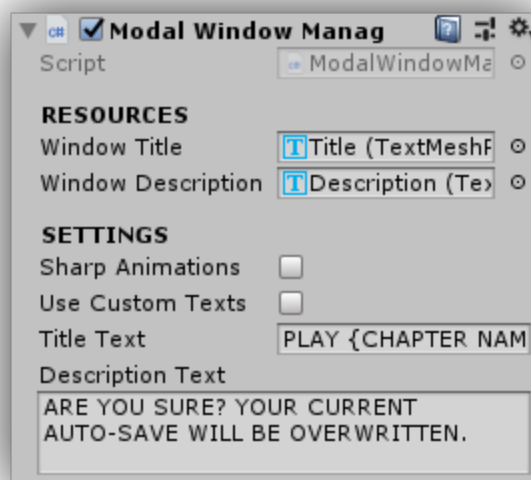 Modal Window Manag
Script ModalWindowMa
RESOURCES
Window Title Title (TextMeshP
Window Description Description (Tex
SETTINGS
Sharp Animations
Use Custom Texts
Title Text PLAY {CHAPTER NAM
Description Text
ARE YOU SURE? YOUR CURRENT
AUTO-SAVE WILL BE OVERWRITTEN.